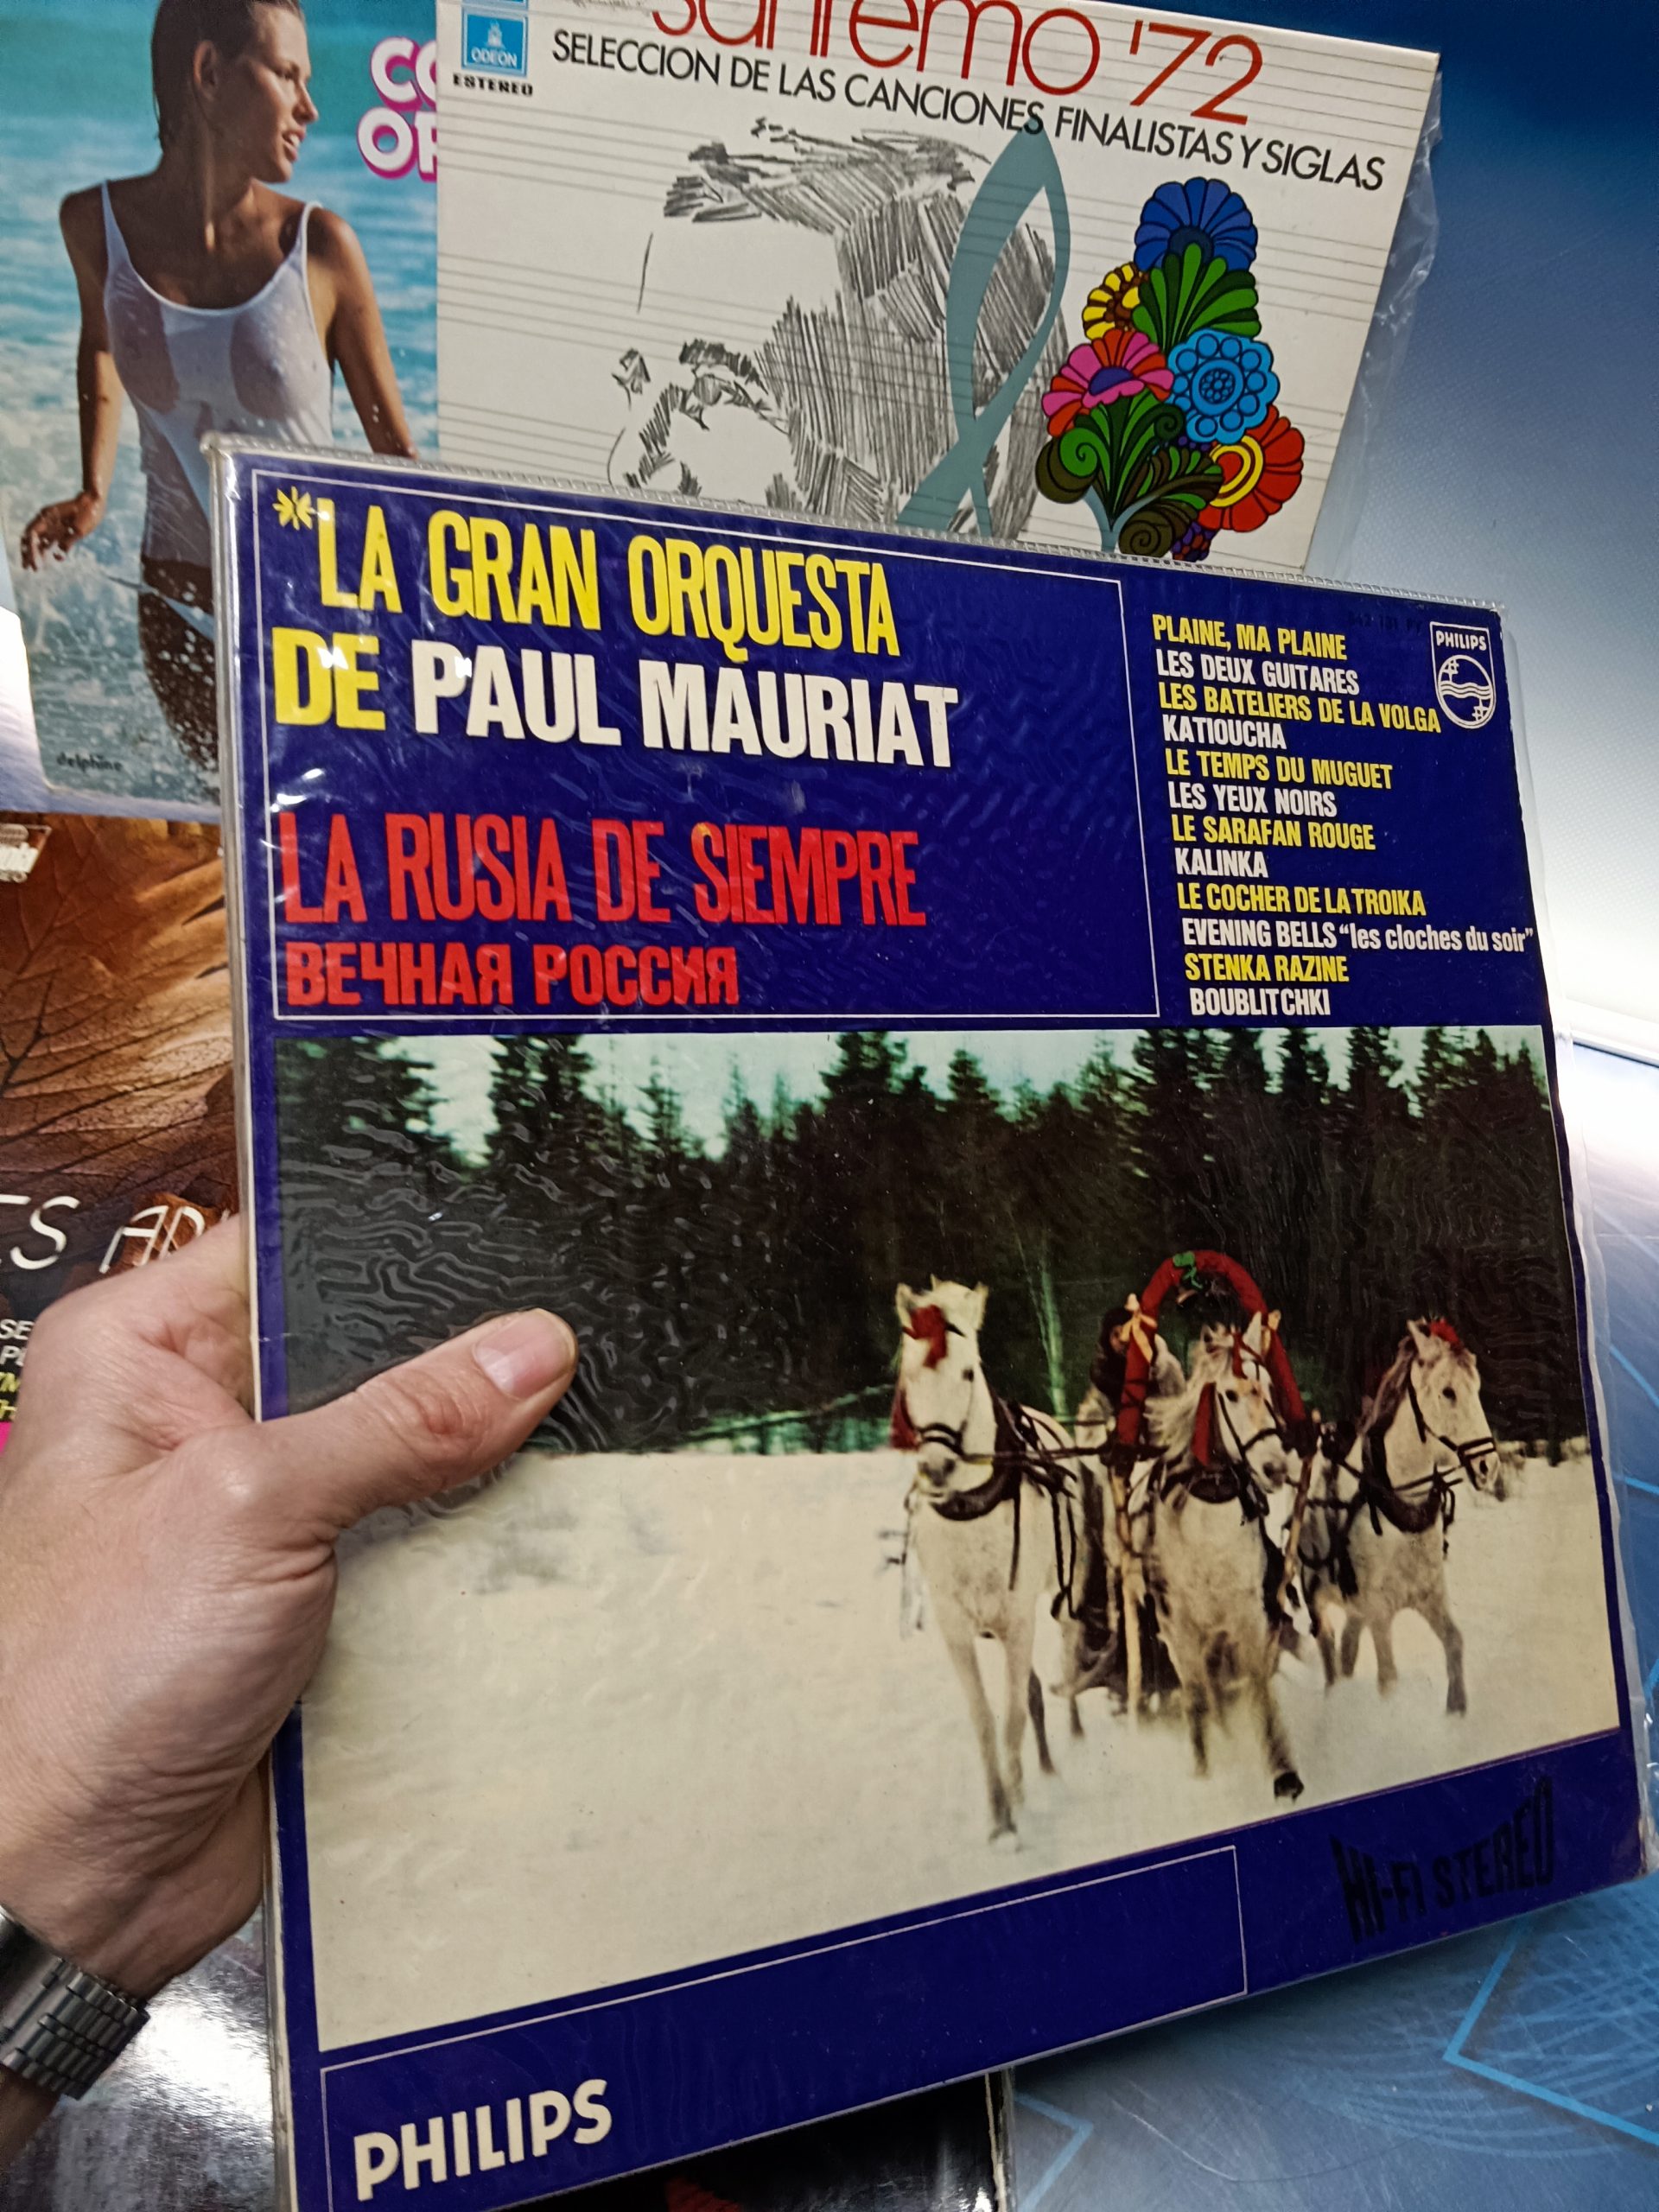 sanremo '72
SELECCION DE LAS CANCIONES FINALISTAS Y SIGLAS
ODEON
ESTEREO
delphine
*LA GRAN ORQUESTA
DE PAUL MAURIAT
LA RUSIA DE SIEMPRE
ВЕЧНАЯ РОССИЯ
PHILIPS
PLAINE, MA PLAINE
LES DEUX GUITARES
LES BATELIERS DE LA VOLGA
KATIOUCHA
LE TEMPS DU MUGUET
LES YEUX NOIRS
LE SARAFAN ROUGE
KALINKA
LE COCHER DE LA TROIKA
EVENING BELLS "les cloches du soir"
STENKA RAZINE
BOUBLITCHKI
HI-FI STEREO
PHILIPS